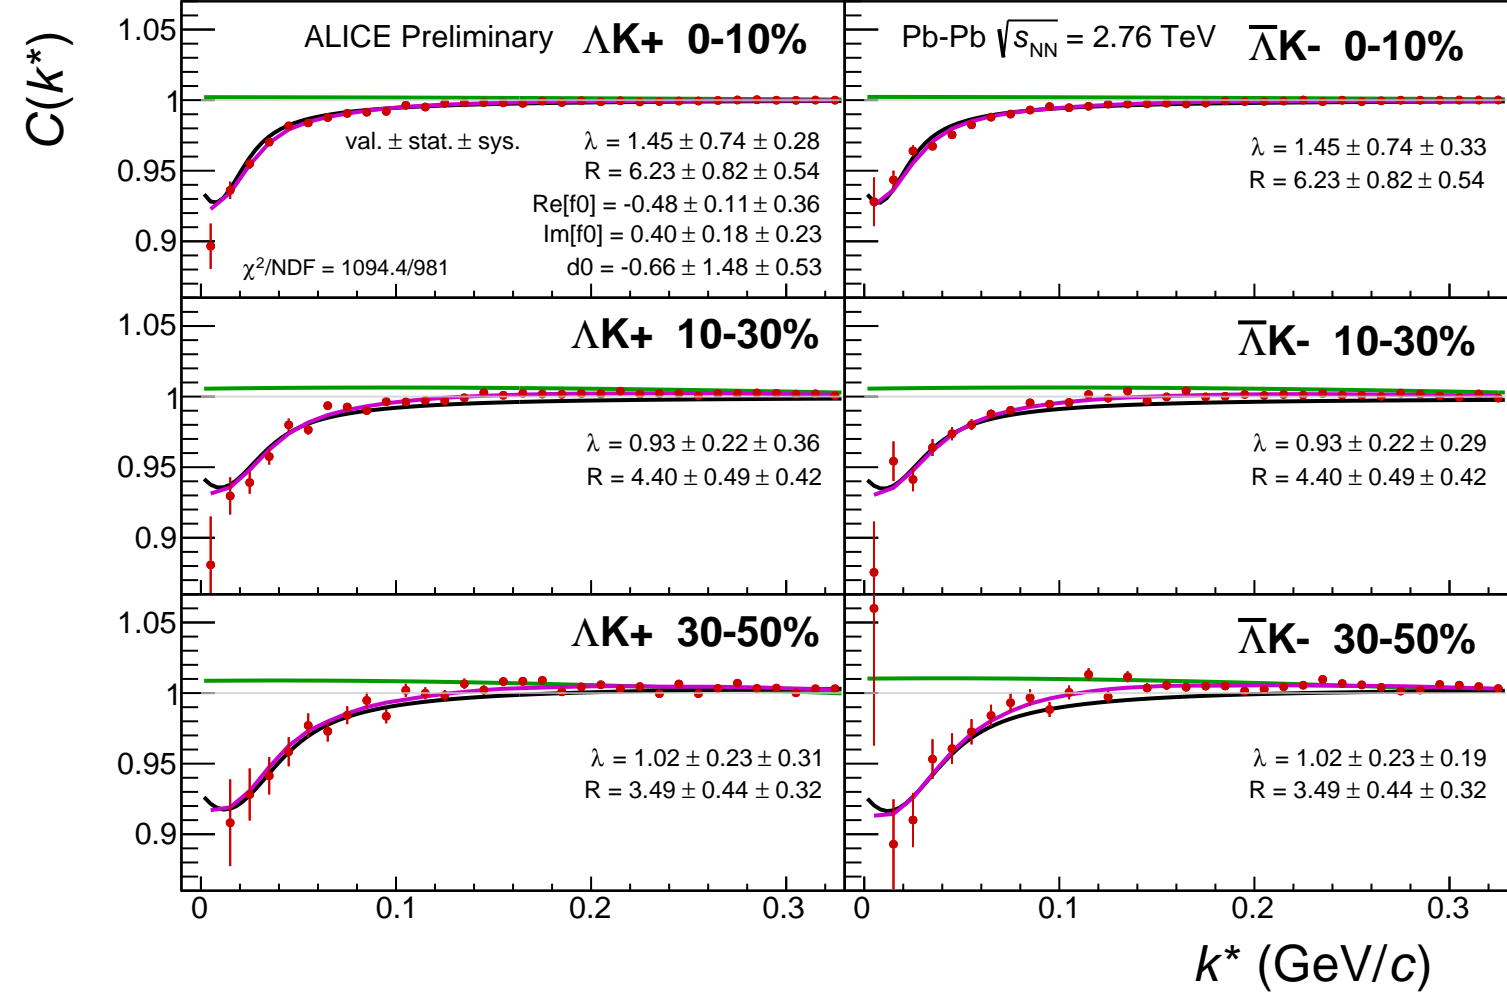 C(k*)
1.05
1
0.95
0.9
ALICE Preliminary ΛK+ 0-10%
val. ± stat. ± sys.
λ = 1.45 ± 0.74 ± 0.28
R = 6.23 ± 0.82 ± 0.54
Re[f0] = -0.48 ± 0.11 ± 0.36
Im[f0] = 0.40 ± 0.18 ± 0.23
χ²/NDF = 1094.4/981
d0 = -0.66 ± 1.48 ± 0.53
Pb-Pb √sNN = 2.76 TeV Λ̅K- 0-10%
λ = 1.45 ± 0.74 ± 0.33
R = 6.23 ± 0.82 ± 0.54
1.05
1
0.95
0.9
ΛK+ 10-30%
λ = 0.93 ± 0.22 ± 0.36
R = 4.40 ± 0.49 ± 0.42
Λ̅K- 10-30%
λ = 0.93 ± 0.22 ± 0.29
R = 4.40 ± 0.49 ± 0.42
1.05
1
0.95
0.9
ΛK+ 30-50%
λ = 1.02 ± 0.23 ± 0.31
R = 3.49 ± 0.44 ± 0.32
Λ̅K- 30-50%
λ = 1.02 ± 0.23 ± 0.19
R = 3.49 ± 0.44 ± 0.32
0 0.1 0.2 0.3 0 0.1 0.2 0.3
k* (GeV/c)